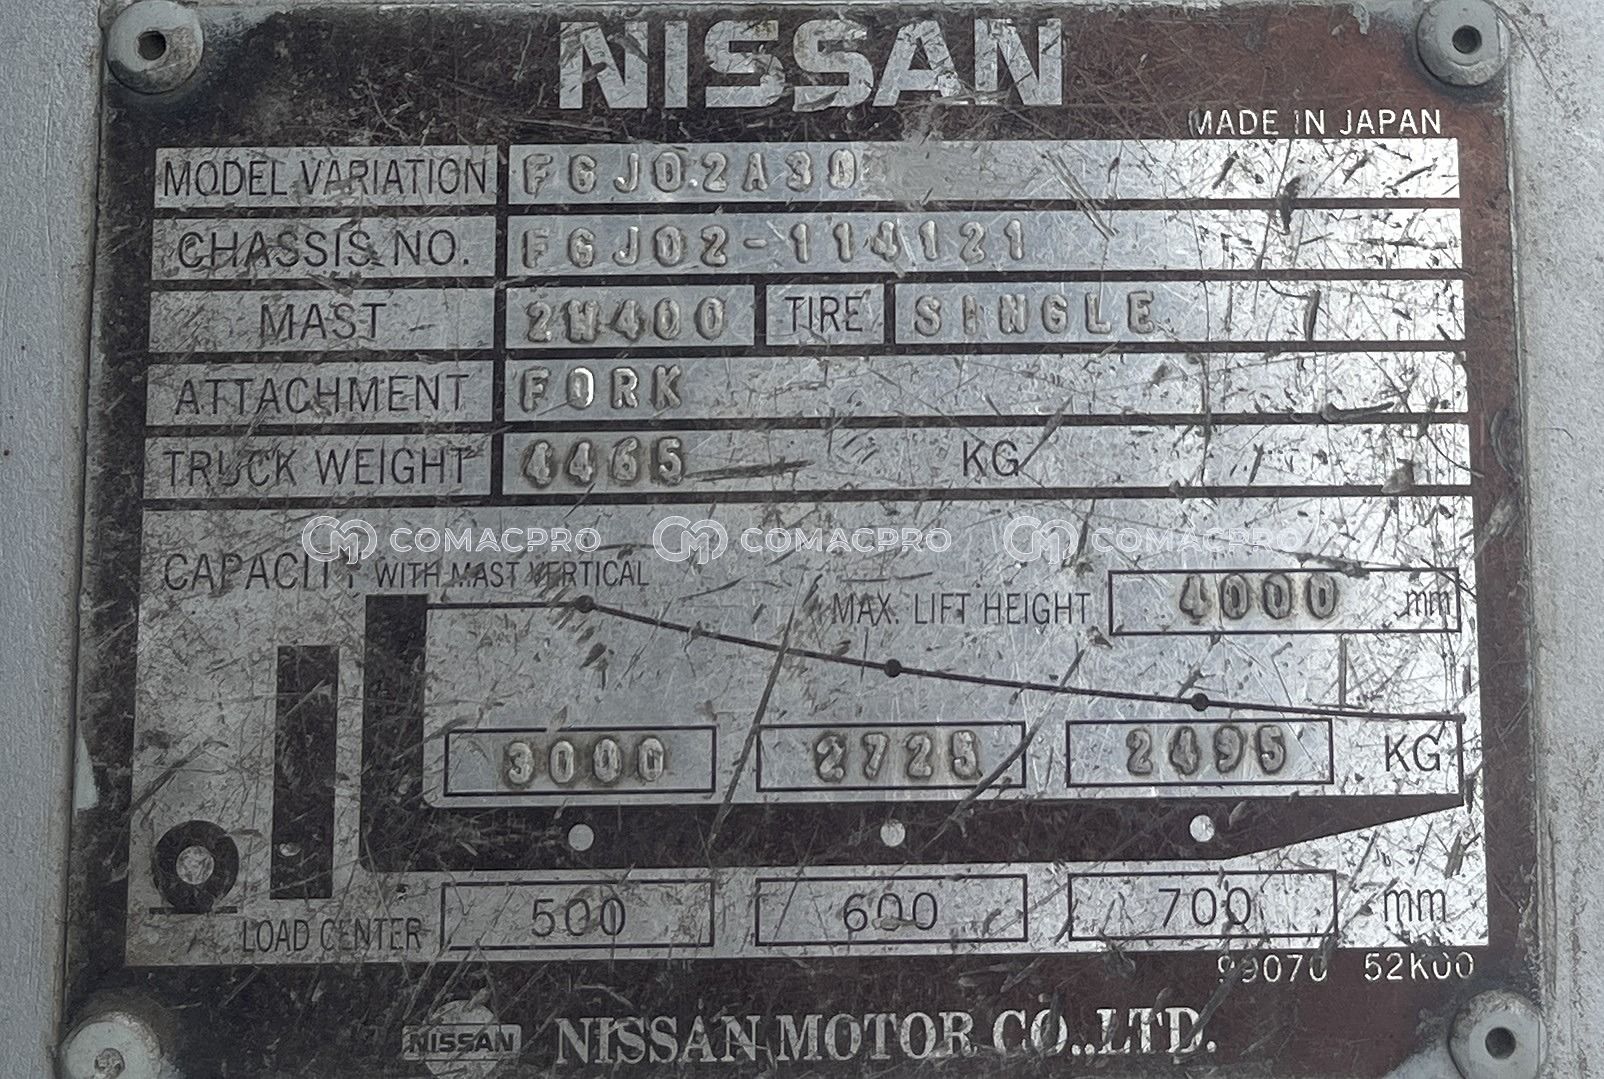 NISSAN
MADE IN JAPAN
MODEL VARIATION FGJ02A30
CHASSIS NO. FGJ02-114121
MAST 2W400 TIRE SINGLE
ATTACHMENT FORK
TRUCK WEIGHT 4465 KG
COMACPRO COMACPRO COMACPRO
CAPACITY WITH MAST VERTICAL
MAX. LIFT HEIGHT 4000 mm
3000 2725 2495 KG
LOAD CENTER 500 600 700 mm
99070 52K00
NISSAN NISSAN MOTOR CO.,LTD.